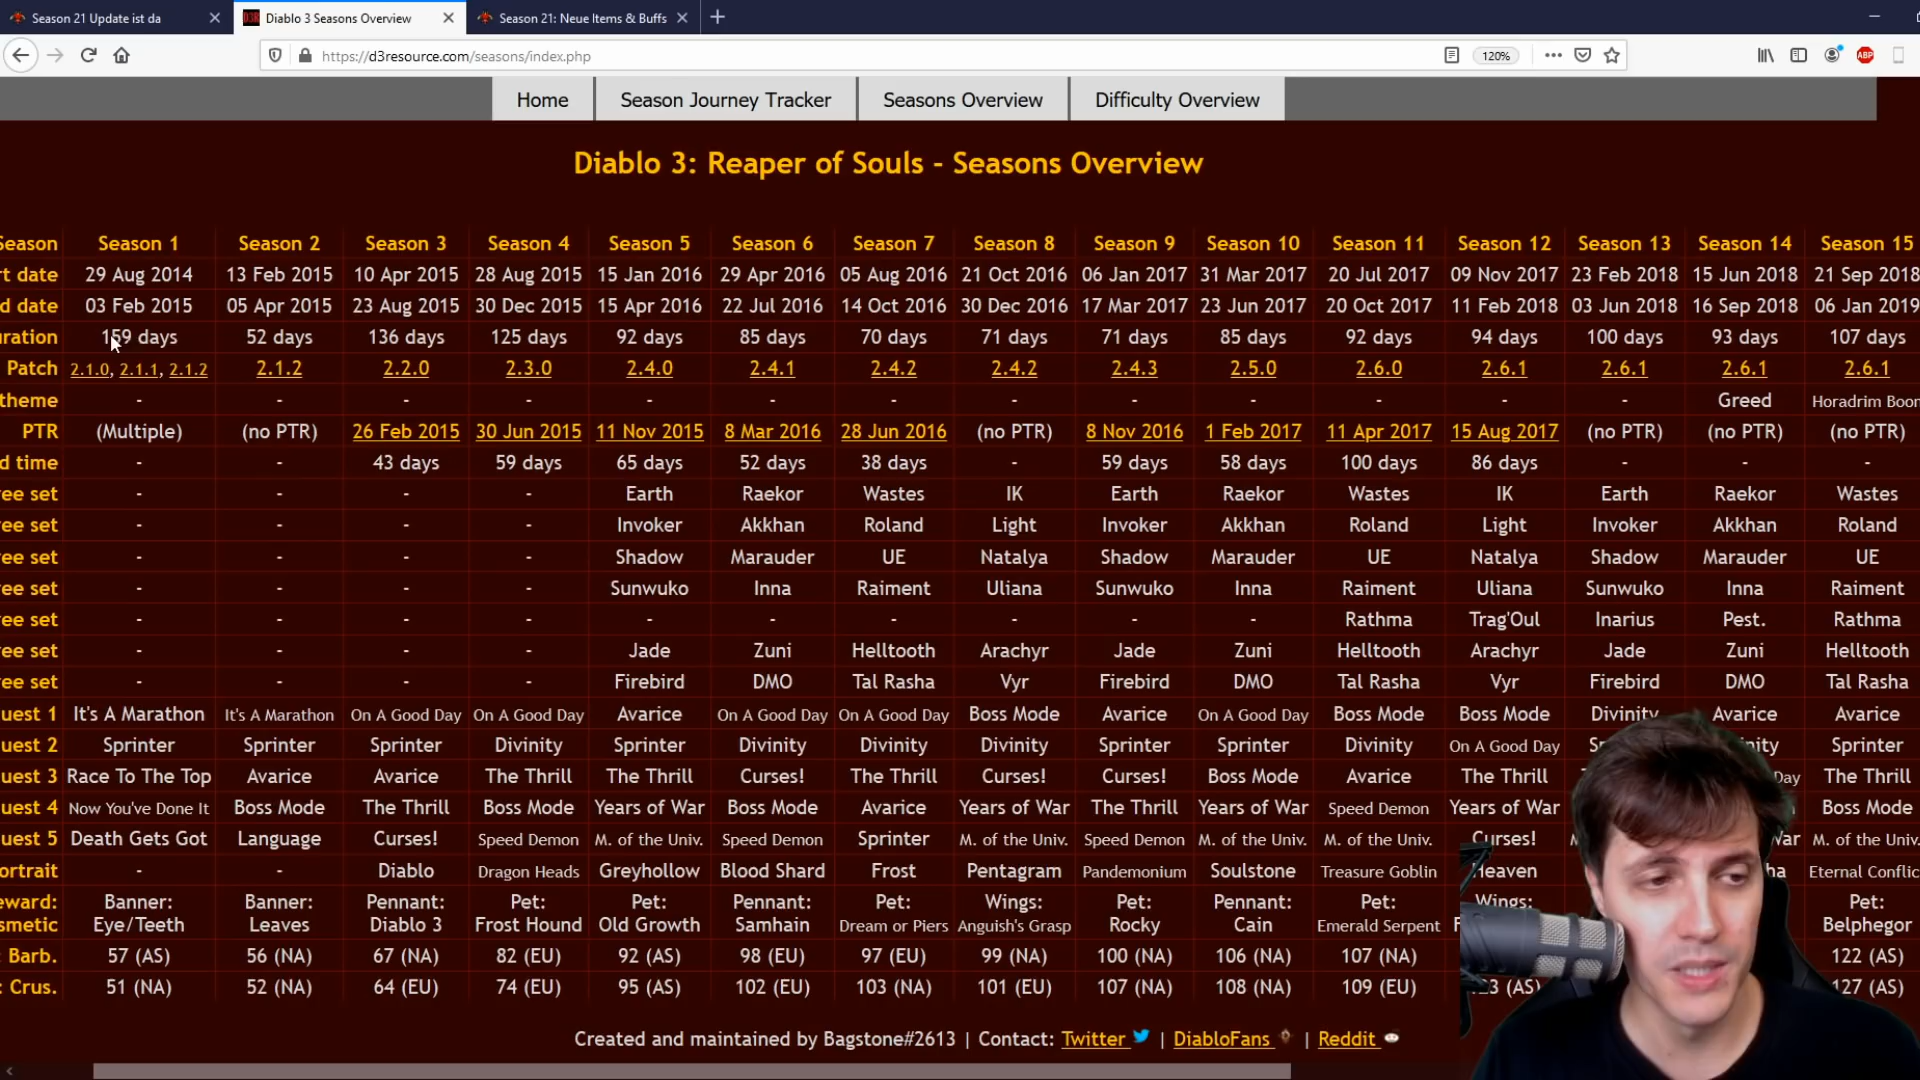 Season 21 Update ist da
Diablo 3 Seasons Overview
Season 21: Neue Items & Buffs
https://d3resource.com/seasons/index.php
120%
ABP
Home Season Journey Tracker Seasons Overview Difficulty Overview
Diablo 3: Reaper of Souls - Seasons Overview
Season Season 1 Season 2 Season 3 Season 4 Season 5 Season 6 Season 7 Season 8 Season 9 Season 10 Season 11 Season 12 Season 13 Season 14 Season 15
rt date 29 Aug 2014 13 Feb 2015 10 Apr 2015 28 Aug 2015 15 Jan 2016 29 Apr 2016 05 Aug 2016 21 Oct 2016 06 Jan 2017 31 Mar 2017 20 Jul 2017 09 Nov 2017 23 Feb 2018 15 Jun 2018 21 Sep 2018
d date 03 Feb 2015 05 Apr 2015 23 Aug 2015 30 Dec 2015 15 Apr 2016 22 Jul 2016 14 Oct 2016 30 Dec 2016 17 Mar 2017 23 Jun 2017 20 Oct 2017 11 Feb 2018 03 Jun 2018 16 Sep 2018 06 Jan 2019
uration 159 days 52 days 136 days 125 days 92 days 85 days 70 days 71 days 71 days 85 days 92 days 94 days 100 days 93 days 107 days
Patch 2.1.0, 2.1.1, 2.1.2 2.1.2 2.2.0 2.3.0 2.4.0 2.4.1 2.4.2 2.4.2 2.4.3 2.5.0 2.6.0 2.6.1 2.6.1 2.6.1 2.6.1
theme - - - - - - - - - - - - - Greed Horadrim Boon
PTR (Multiple) (no PTR) 26 Feb 2015 30 Jun 2015 11 Nov 2015 8 Mar 2016 28 Jun 2016 (no PTR) 8 Nov 2016 1 Feb 2017 11 Apr 2017 15 Aug 2017 (no PTR) (no PTR) (no PTR)
d time - - 43 days 59 days 65 days 52 days 38 days - 59 days 58 days 100 days 86 days - - -
ee set - - - - Earth Raekor Wastes IK Earth Raekor Wastes IK Earth Raekor Wastes
ee set - - - - Invoker Akkhan Roland Light Invoker Akkhan Roland Light Invoker Akkhan Roland
ee set - - - - Shadow Marauder UE Natalya Shadow Marauder UE Natalya Shadow Marauder UE
ee set - - - - Sunwuko Inna Raiment Uliana Sunwuko Inna Raiment Uliana Sunwuko Inna Raiment
ee set - - - - - - - - - - Rathma Trag'Oul Inarius Pest. Rathma
ee set - - - - Jade Zuni Helltooth Arachyr Jade Zuni Helltooth Arachyr Jade Zuni Helltooth
ee set - - - - Firebird DMO Tal Rasha Vyr Firebird DMO Tal Rasha Vyr Firebird DMO Tal Rasha
uest 1 It's A Marathon It's A Marathon On A Good Day On A Good Day Avarice On A Good Day On A Good Day Boss Mode Avarice On A Good Day Boss Mode Boss Mode Divinity Avarice Avarice
uest 2 Sprinter Sprinter Sprinter Divinity Sprinter Divinity Divinity Divinity Sprinter Sprinter Divinity On A Good Day Sprinter
uest 3 Race To The Top Avarice Avarice The Thrill The Thrill Curses! The Thrill Curses! Curses! Boss Mode Avarice The Thrill Day The Thrill
uest 4 Now You've Done It Boss Mode The Thrill Boss Mode Years of War Boss Mode Avarice Years of War The Thrill Years of War Speed Demon Years of War Boss Mode
uest 5 Death Gets Got Language Curses! Speed Demon M. of the Univ. Speed Demon Sprinter M. of the Univ. Speed Demon M. of the Univ. M. of the Univ. Curses! War M. of the Univ.
ortrait - - Diablo Dragon Heads Greyhollow Blood Shard Frost Pentagram Pandemonium Soulstone Treasure Goblin Heaven Eternal Conflic
eward: Banner: Banner: Pennant: Pet: Pet: Pennant: Pet: Wings: Pet: Pennant: Pet: Wings: Pet:
smetic Eye/Teeth Leaves Diablo 3 Frost Hound Old Growth Samhain Dream or Piers Anguish's Grasp Rocky Cain Emerald Serpent Belphegor
: Barb. 57 (AS) 56 (NA) 67 (NA) 82 (EU) 92 (AS) 98 (EU) 97 (EU) 99 (NA) 100 (NA) 106 (NA) 107 (NA) 122 (AS)
: Crus. 51 (NA) 52 (NA) 64 (EU) 74 (EU) 95 (AS) 102 (EU) 103 (NA) 101 (EU) 107 (NA) 108 (NA) 109 (EU) (AS) 127 (AS)
Created and maintained by Bagstone#2613 | Contact: Twitter | DiabloFans | Reddit